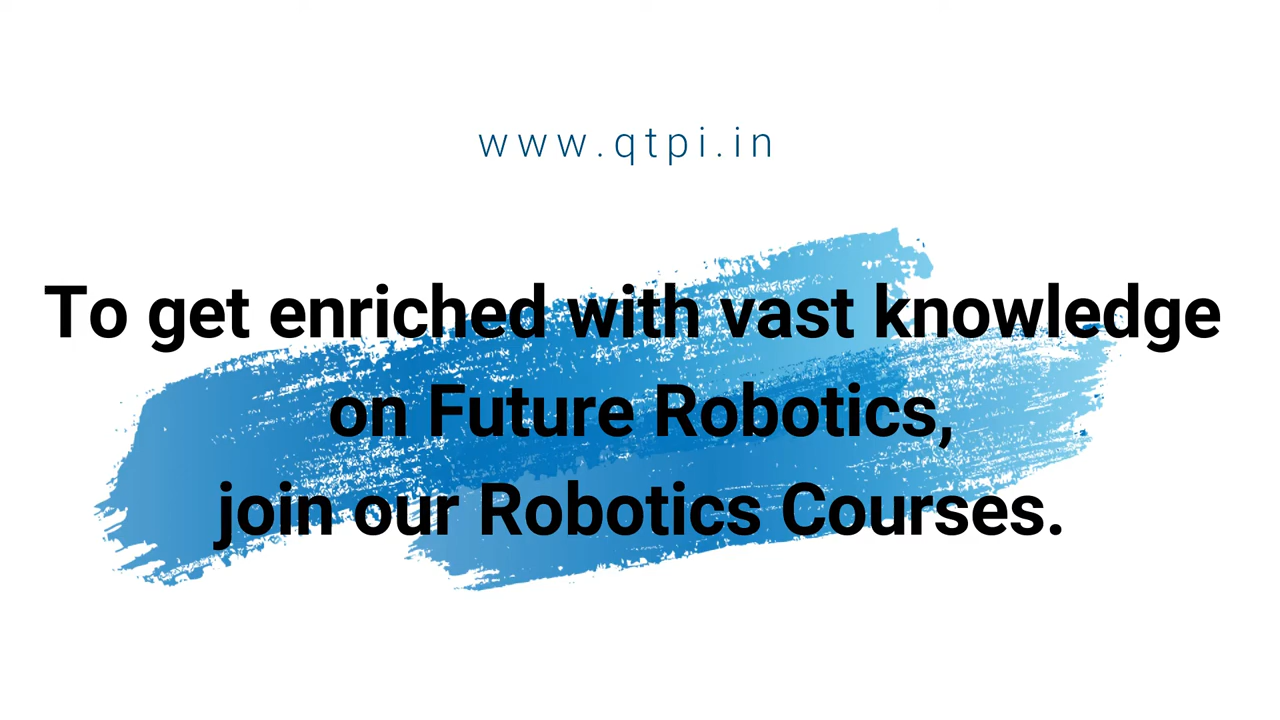 www.qtpi.in
To get enriched with vast knowledge
on Future Robotics,
join our Robotics Courses.